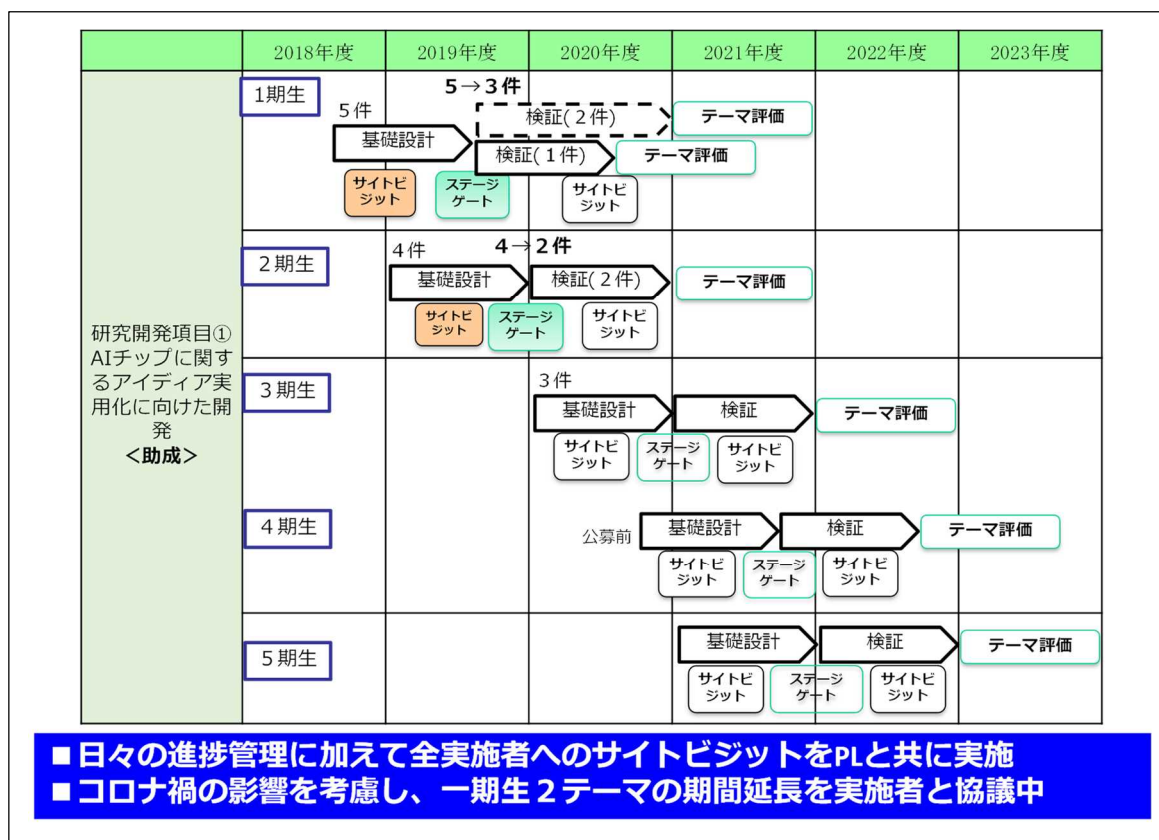 2018年度 2019年度 2020年度 2021年度 2022年度 2023年度
研究開発項目①
AIチップに関す
るアイディア実
用化に向けた開
発
<助成>
1期生
5→3件
5件
検証(2件)
テーマ評価
基礎設計
検証(1件)
テーマ評価
サイトビ
ジット
ステージ
ゲート
サイトビ
ジット
2期生
4件
4→2件
基礎設計
検証(2件)
テーマ評価
サイトビ
ジット
ステージ
ゲート
サイトビ
ジット
3期生
3件
基礎設計
検証
テーマ評価
サイトビ
ジット
ステージ
ゲート
サイトビ
ジット
4期生
公募前
基礎設計
検証
テーマ評価
サイトビ
ジット
ステージ
ゲート
サイトビ
ジット
5期生
基礎設計
検証
テーマ評価
サイトビ
ジット
ステージ
ゲート
サイトビ
ジット
■日々の進捗管理に加えて全実施者へのサイトビジットをPLと共に実施
■コロナ禍の影響を考慮し、一期生2テーマの期間延長を実施者と協議中